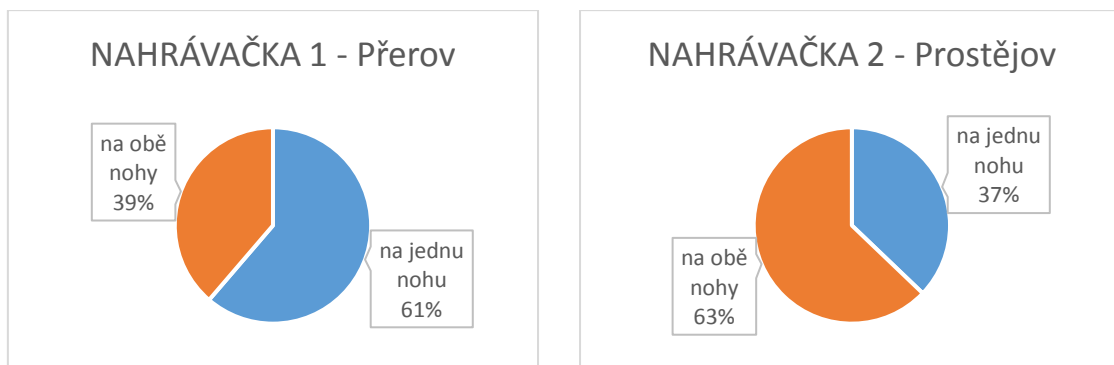 NAHRÁVAČKA 1 - Přerov
na obě
nohy
39%
na jednu
nohu
61%
NAHRÁVAČKA 2 - Prostějov
na jednu
nohu
37%
na obě
nohy
63%